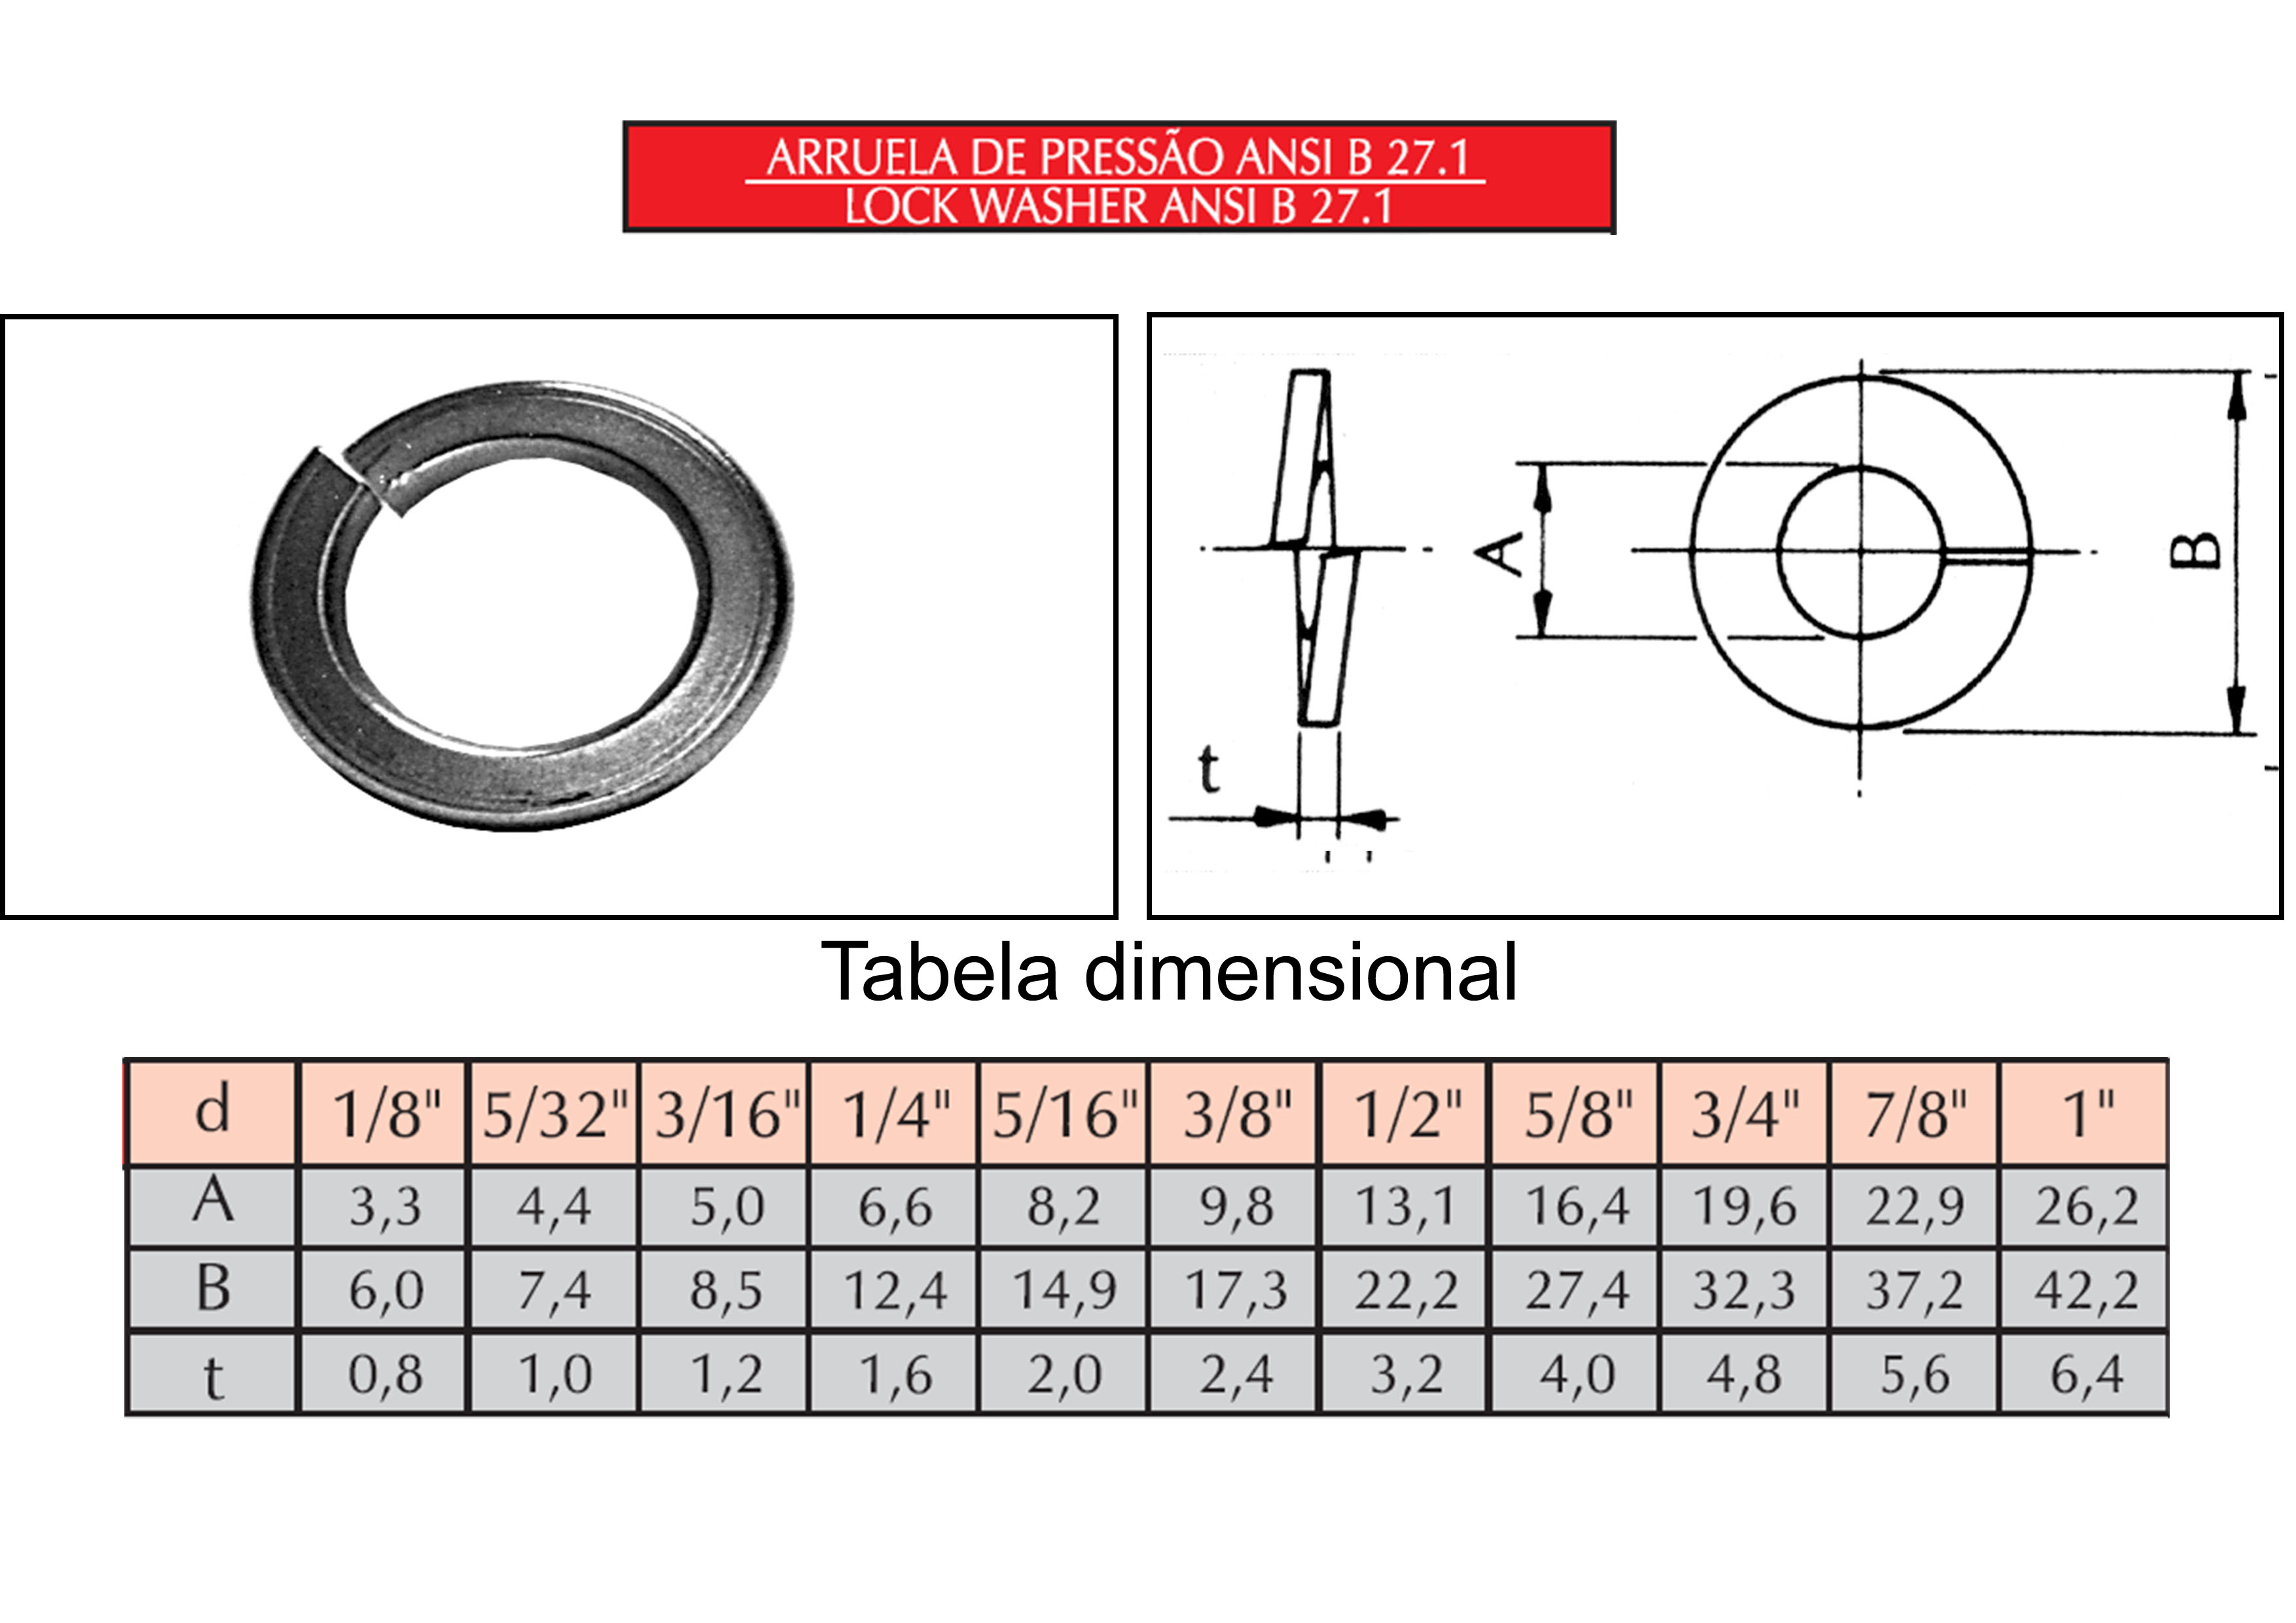 ARRUELA DE PRESSÃO ANSI B 27.1
LOCK WASHER ANSI B 27.1
A
B
t
Tabela dimensional
d 1/8" 5/32" 3/16" 1/4" 5/16" 3/8" 1/2" 5/8" 3/4" 7/8" 1"
A 3,3 4,4 5,0 6,6 8,2 9,8 13,1 16,4 19,6 22,9 26,2
B 6,0 7,4 8,5 12,4 14,9 17,3 22,2 27,4 32,3 37,2 42,2
t 0,8 1,0 1,2 1,6 2,0 2,4 3,2 4,0 4,8 5,6 6,4